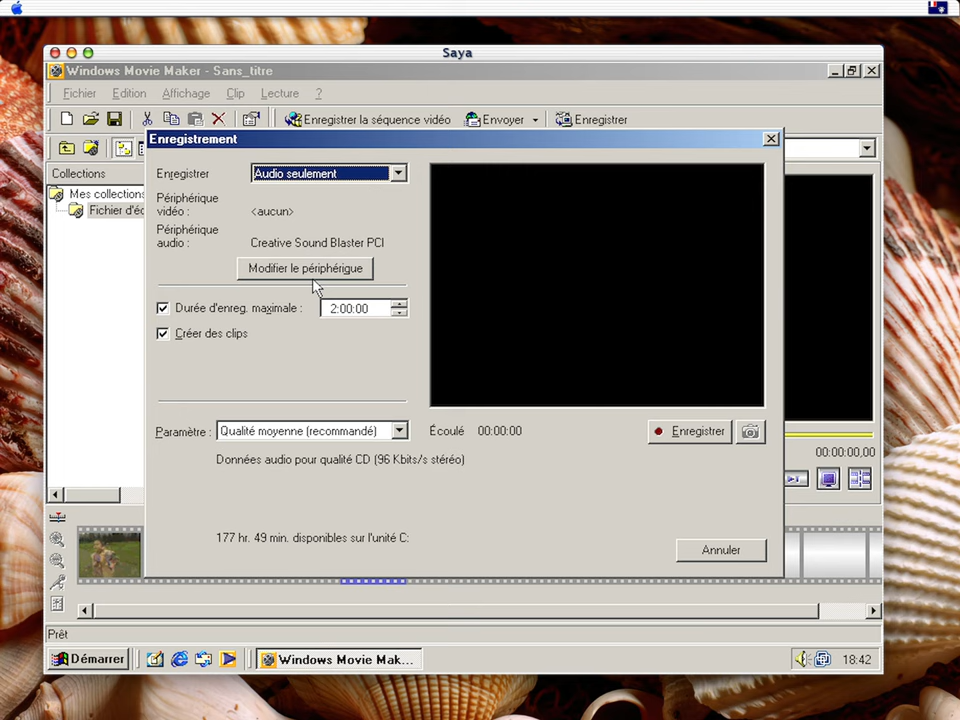 Saya
Windows Movie Maker - Sans_titre
Fichier Edition Affichage Clip Lecture ?
Enregistrer la séquence vidéo Envoyer Enregistrer
Enregistrement
Collections
Mes collections
Fichier d'éc
Enregistrer Audio seulement
Périphérique
vidéo : <aucun>
Périphérique
audio : Creative Sound Blaster PCI
Modifier le périphérique
Durée d'enreg. maximale : 2:00:00
Créer des clips
Paramètre : Qualité moyenne (recommandé)
Écoulé 00:00:00
Enregistrer
Données audio pour qualité CD (96 Kbits/s stéréo)
00:00:00,00
177 hr. 49 min. disponibles sur l'unité C:
Annuler
Prêt
Démarrer Windows Movie Mak... 18:42